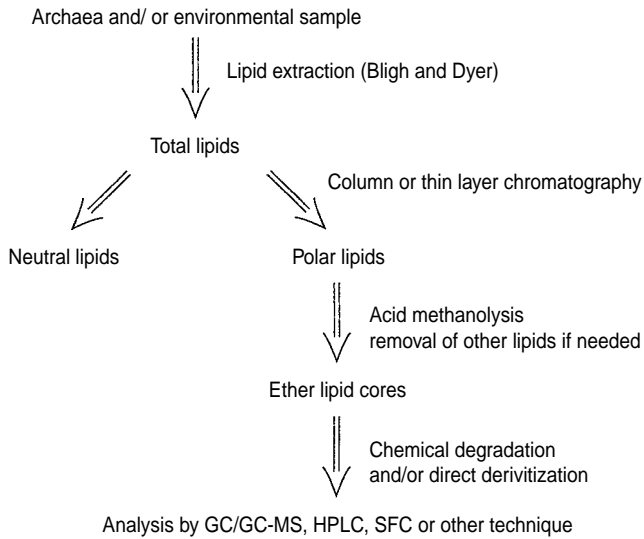 Archaea and/ or environmental sample
Lipid extraction (Bligh and Dyer)
Total lipids
Column or thin layer chromatography
Neutral lipids
Polar lipids
Acid methanolysis
removal of other lipids if needed
Ether lipid cores
Chemical degradation
and/or direct derivitization
Analysis by GC/GC-MS, HPLC, SFC or other technique